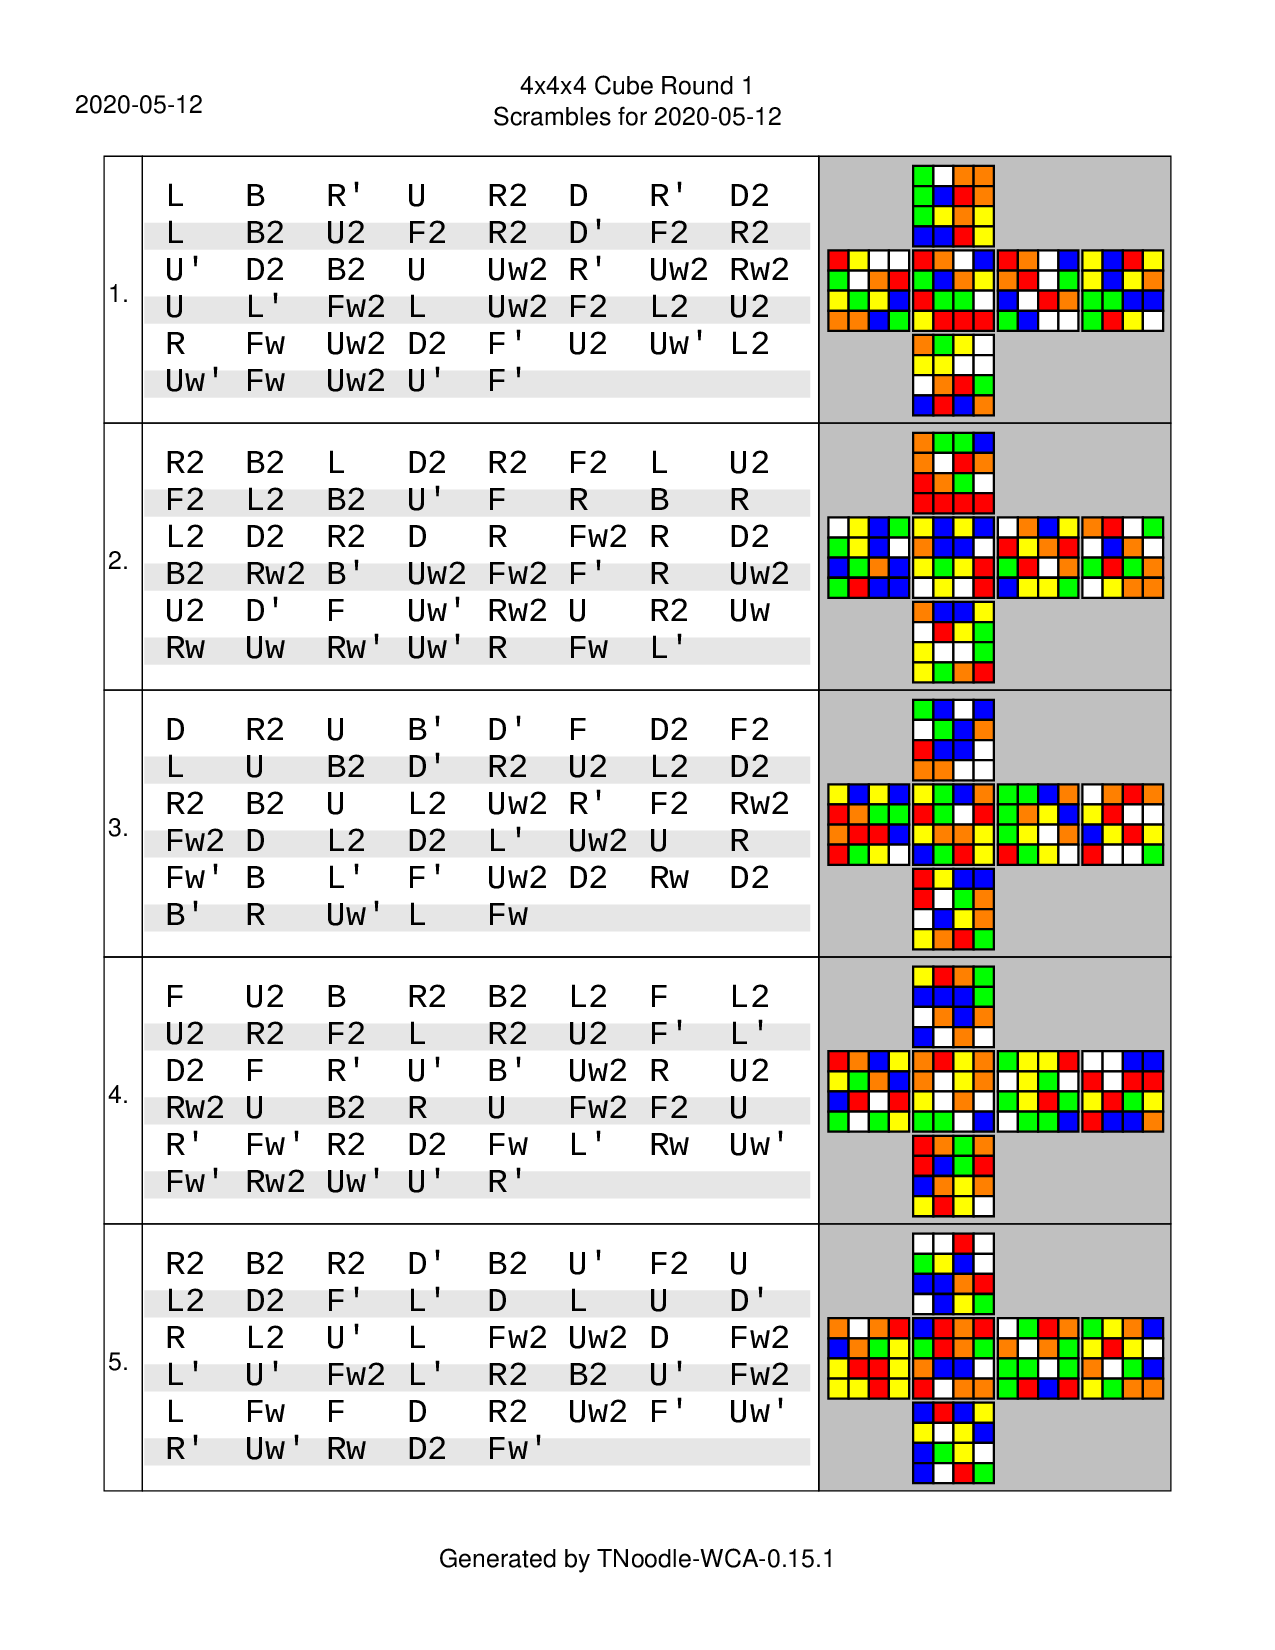 4x4x4 Cube Round 1
2020-05-12
Scrambles for 2020-05-12
1.
L B R' U R2 D R' D2
L B2 U2 F2 R2 D' F2 R2
U' D2 B2 U Uw2 R' Uw2 Rw2
U L' Fw2 L Uw2 F2 L2 U2
R Fw Uw2 D2 F' U2 Uw' L2
Uw' Fw Uw2 U' F'
2.
R2 B2 L D2 R2 F2 L U2
F2 L2 B2 U' F R B R
L2 D2 R2 D R Fw2 R D2
B2 Rw2 B' Uw2 Fw2 F' R Uw2
U2 D' F Uw' Rw2 U R2 Uw
Rw Uw Rw' Uw' R Fw L'
3.
D R2 U B' D' F D2 F2
L U B2 D' R2 U2 L2 D2
R2 B2 U L2 Uw2 R' F2 Rw2
Fw2 D L2 D2 L' Uw2 U R
Fw' B L' F' Uw2 D2 Rw D2
B' R Uw' L Fw
4.
F U2 B R2 B2 L2 F L2
U2 R2 F2 L R2 U2 F' L'
D2 F R' U' B' Uw2 R U2
Rw2 U B2 R U Fw2 F2 U
R' Fw' R2 D2 Fw L' Rw Uw'
Fw' Rw2 Uw' U' R'
5.
R2 B2 R2 D' B2 U' F2 U
L2 D2 F' L' D L U D'
R L2 U' L Fw2 Uw2 D Fw2
L' U' Fw2 L' R2 B2 U' Fw2
L Fw F D R2 Uw2 F' Uw'
R' Uw' Rw D2 Fw'
Generated by TNoodle-WCA-0.15.1